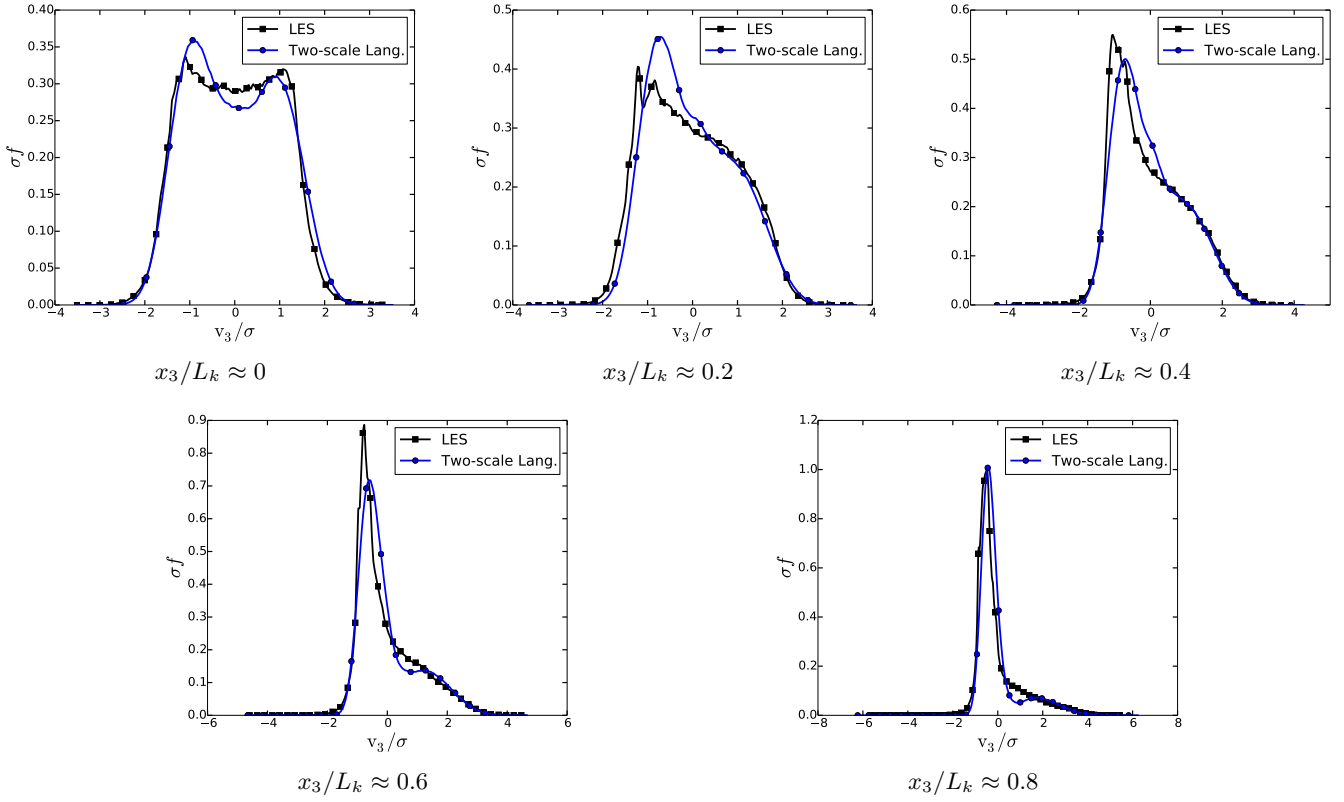 0.40
0.35
0.30
0.25
0.20
0.15
0.10
0.05
0.00
σf
−4 −3 −2 −1 0 1 2 3 4
v₃/σ
LES
Two-scale Lang.
x₃/Lₖ ≈ 0
0.5
0.4
0.3
0.2
0.1
0.0
σf
−4 −3 −2 −1 0 1 2 3 4
v₃/σ
LES
Two-scale Lang.
x₃/Lₖ ≈ 0.2
0.6
0.5
0.4
0.3
0.2
0.1
0.0
σf
−4 −2 0 2 4
v₃/σ
LES
Two-scale Lang.
x₃/Lₖ ≈ 0.4
0.9
0.8
0.7
0.6
0.5
0.4
0.3
0.2
0.1
0.0
σf
−6 −4 −2 0 2 4 6
v₃/σ
LES
Two-scale Lang.
x₃/Lₖ ≈ 0.6
1.2
1.0
0.8
0.6
0.4
0.2
0.0
σf
−8 −6 −4 −2 0 2 4 6 8
v₃/σ
LES
Two-scale Lang.
x₃/Lₖ ≈ 0.8